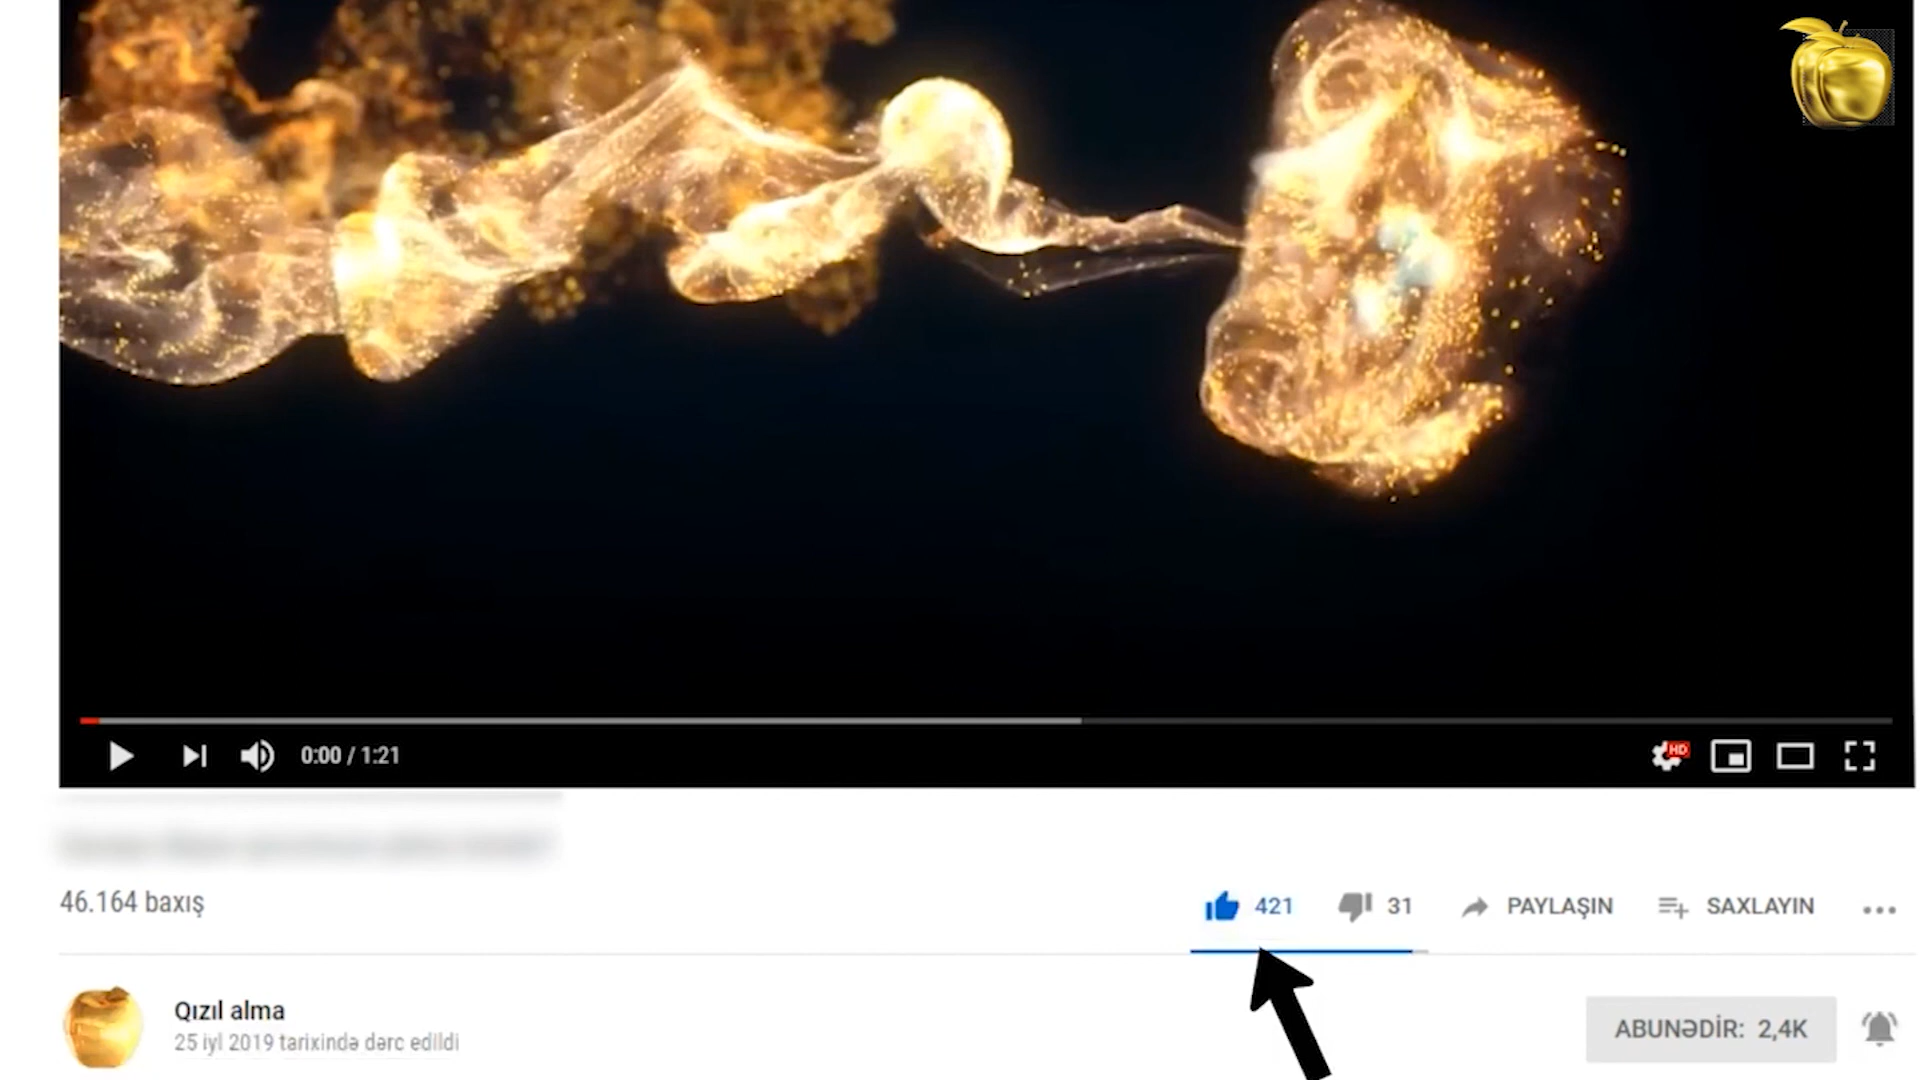 0:00 / 1:21
HD
46.164 baxış
421
31
PAYLAŞIN
SAXLAYIN
Qızıl alma
25 iyl 2019 tarixində dərc edildi
ABUNƏDİR: 2,4K